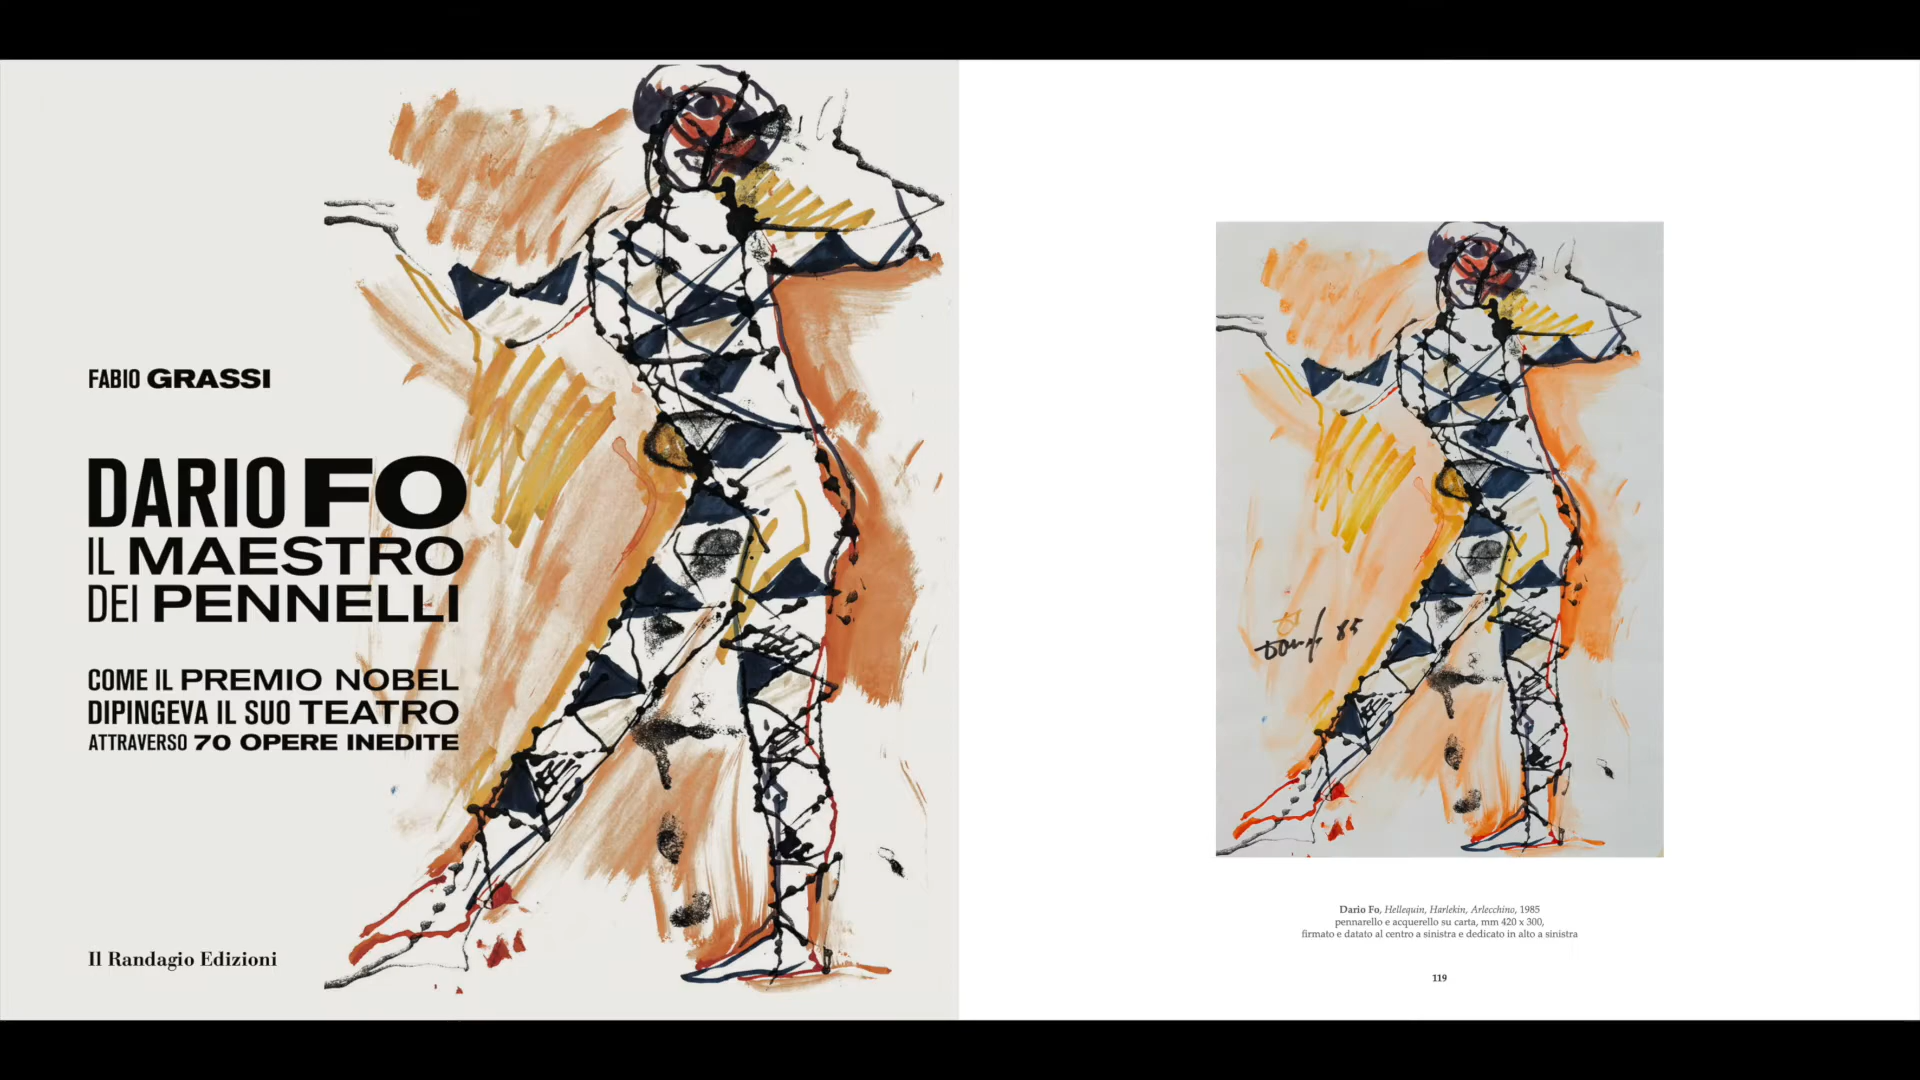 FABIO GRASSI
DARIO FO
IL MAESTRO
DEI PENNELLI
COME IL PREMIO NOBEL
DIPINGEVA IL SUO TEATRO
ATTRAVERSO 70 OPERE INEDITE
Il Randagio Edizioni
85
Dario Fo, Hellequin, Harlekin, Arlecchino, 1985
pennarello e acquerello su carta, mm 420 x 300,
firmato e datato al centro a sinistra e dedicato in alto a sinistra
119